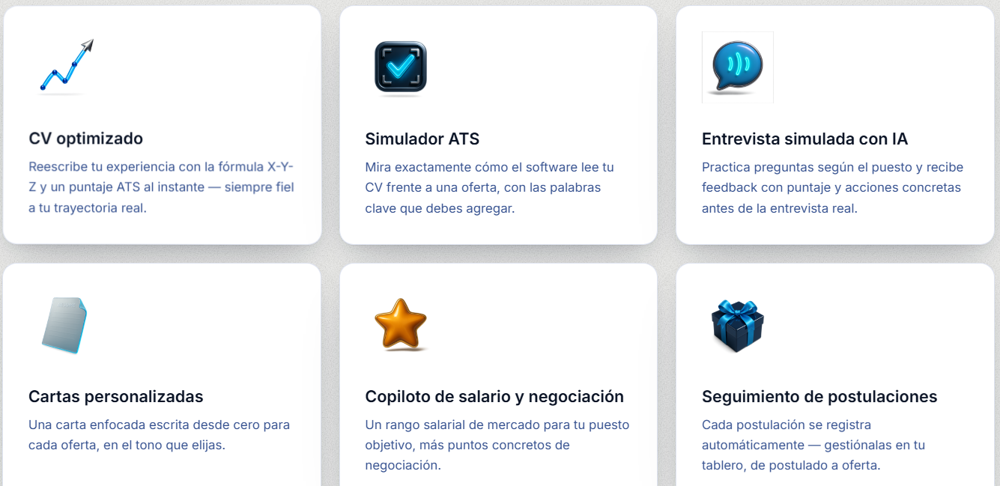 CV optimizado
Reescribe tu experiencia con la fórmula X-Y-
Z y un puntaje ATS al instante — siempre fiel
a tu trayectoria real.
Simulador ATS
Mira exactamente cómo el software lee tu
CV frente a una oferta, con las palabras
clave que debes agregar.
Entrevista simulada con IA
Practica preguntas según el puesto y recibe
feedback con puntaje y acciones concretas
antes de la entrevista real.
Cartas personalizadas
Una carta enfocada escrita desde cero para
cada oferta, en el tono que elijas.
Copiloto de salario y negociación
Un rango salarial de mercado para tu puesto
objetivo, más puntos concretos de
negociación.
Seguimiento de postulaciones
Cada postulación se registra
automáticamente — gestiónalas en tu
tablero, de postulado a oferta.